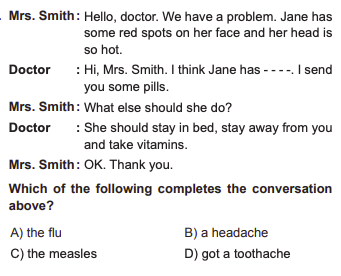 . Mrs. Smith: Hello, doctor. We have a problem. Jane has
some red spots on her face and her head is
so hot.
Doctor : Hi, Mrs. Smith. I think Jane has - - - -. I send
you some pills.
Mrs. Smith: What else should she do?
Doctor : She should stay in bed, stay away from you
and take vitamins.
Mrs. Smith: OK. Thank you.
Which of the following completes the conversation
above?
A) the flu B) a headache
C) the measles D) got a toothache